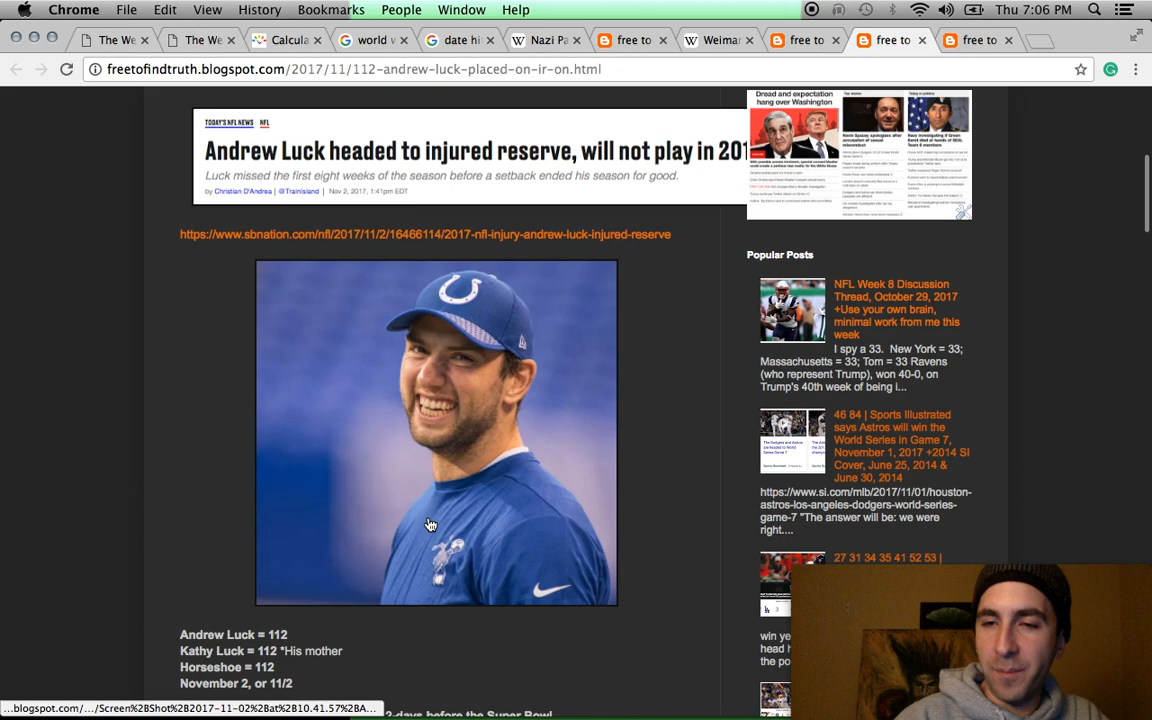 Chrome File Edit View History Bookmarks People Window Help Thu 7:06 PM
The We The We Calcula world v date hi Nazi Pa free to Weimar free to free to free to
freetofindtruth.blogspot.com/2017/11/112-andrew-luck-placed-on-ir-on.html
TODAY'S NFL NEWS NFL
Andrew Luck headed to injured reserve, will not play in 201
Luck missed the first eight weeks of the season before a setback ended his season for good.
by Christian D'Andrea | @TrainIsland | Nov 2, 2017, 1:41pm EDT
https://www.sbnation.com/nfl/2017/11/2/16466114/2017-nfl-injury-andrew-luck-injured-reserve
Andrew Luck = 112
Kathy Luck = 112 *His mother
Horseshoe = 112
November 2, or 11/2
2-days before the Super Bowl
...blogspot.com/.../Screen%2BShot%2B2017-11-02%2Bat%2B10.41.57%2BA...
Dread and expectation
hang over Washington
Popular Posts
NFL Week 8 Discussion
Thread, October 29, 2017
+Use your own brain,
minimal work from me this
week
I spy a 33. New York = 33;
Massachusetts = 33; Tom = 33 Ravens
(who represent Trump), won 40-0, on
Trump's 40th week of being i...
46 84 | Sports Illustrated
says Astros will win the
World Series in Game 7,
November 1, 2017 +2014 SI
Cover, June 25, 2014 &
June 30, 2014
https://www.si.com/mlb/2017/11/01/houston-
astros-los-angeles-dodgers-world-series-
game-7 "The answer will be: we were
right....
27 31 34 35 41 52 53 |
win ye
head h
the po